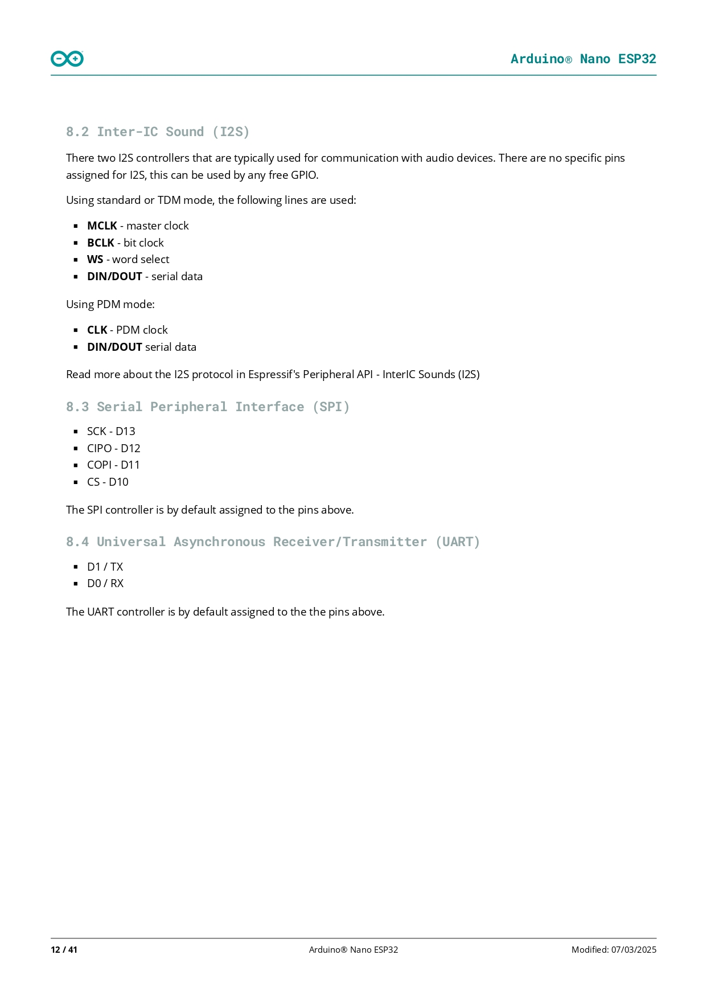 Arduino® Nano ESP32
8.2 Inter-IC Sound (I2S)
There two I2S controllers that are typically used for communication with audio devices. There are no specific pins
assigned for I2S, this can be used by any free GPIO.
Using standard or TDM mode, the following lines are used:
▪ MCLK - master clock
▪ BCLK - bit clock
▪ WS - word select
▪ DIN/DOUT - serial data
Using PDM mode:
▪ CLK - PDM clock
▪ DIN/DOUT serial data
Read more about the I2S protocol in Espressif's Peripheral API - InterIC Sounds (I2S)
8.3 Serial Peripheral Interface (SPI)
▪ SCK - D13
▪ CIPO - D12
▪ COPI - D11
▪ CS - D10
The SPI controller is by default assigned to the pins above.
8.4 Universal Asynchronous Receiver/Transmitter (UART)
▪ D1 / TX
▪ D0 / RX
The UART controller is by default assigned to the the pins above.
12 / 41 Arduino® Nano ESP32 Modified: 07/03/2025